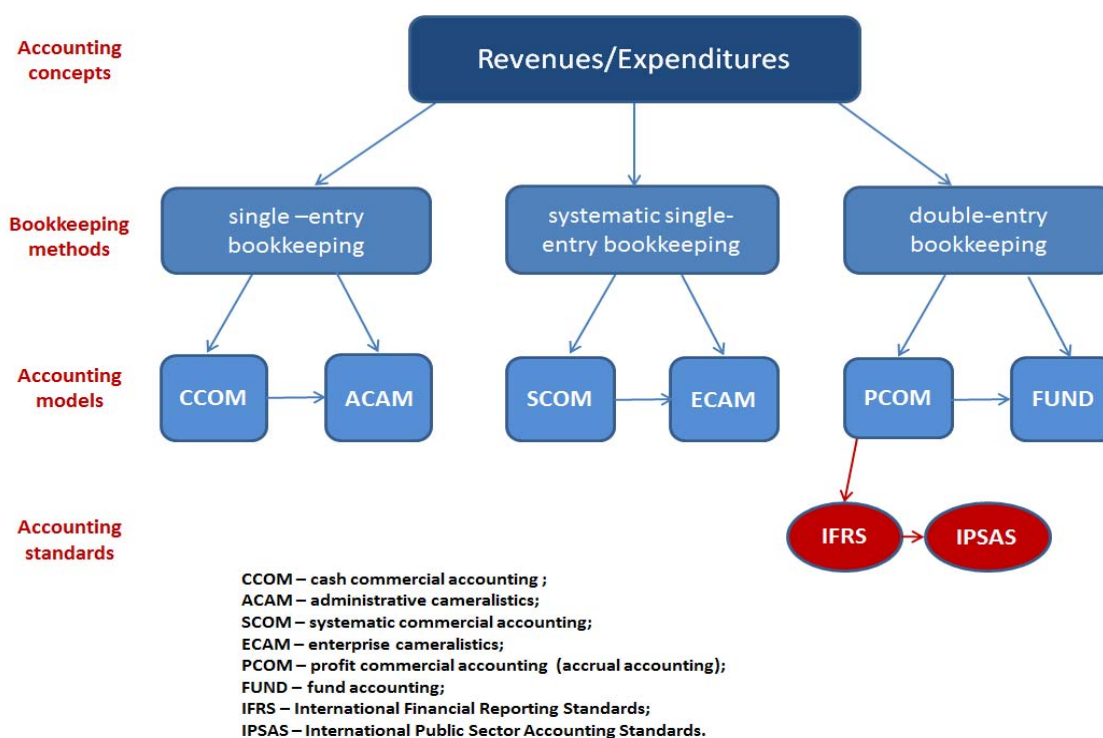 Accounting
concepts
Revenues/Expenditures
Bookkeeping
methods
single –entry
bookkeeping
systematic single-
entry bookkeeping
double-entry
bookkeeping
Accounting
models
CCOM
ACAM
SCOM
ECAM
PCOM
FUND
Accounting
standards
IFRS
IPSAS
CCOM – cash commercial accounting ;
ACAM – administrative cameralistics;
SCOM – systematic commercial accounting;
ECAM – enterprise cameralistics;
PCOM – profit commercial accounting (accrual accounting);
FUND – fund accounting;
IFRS – International Financial Reporting Standards;
IPSAS – International Public Sector Accounting Standards.